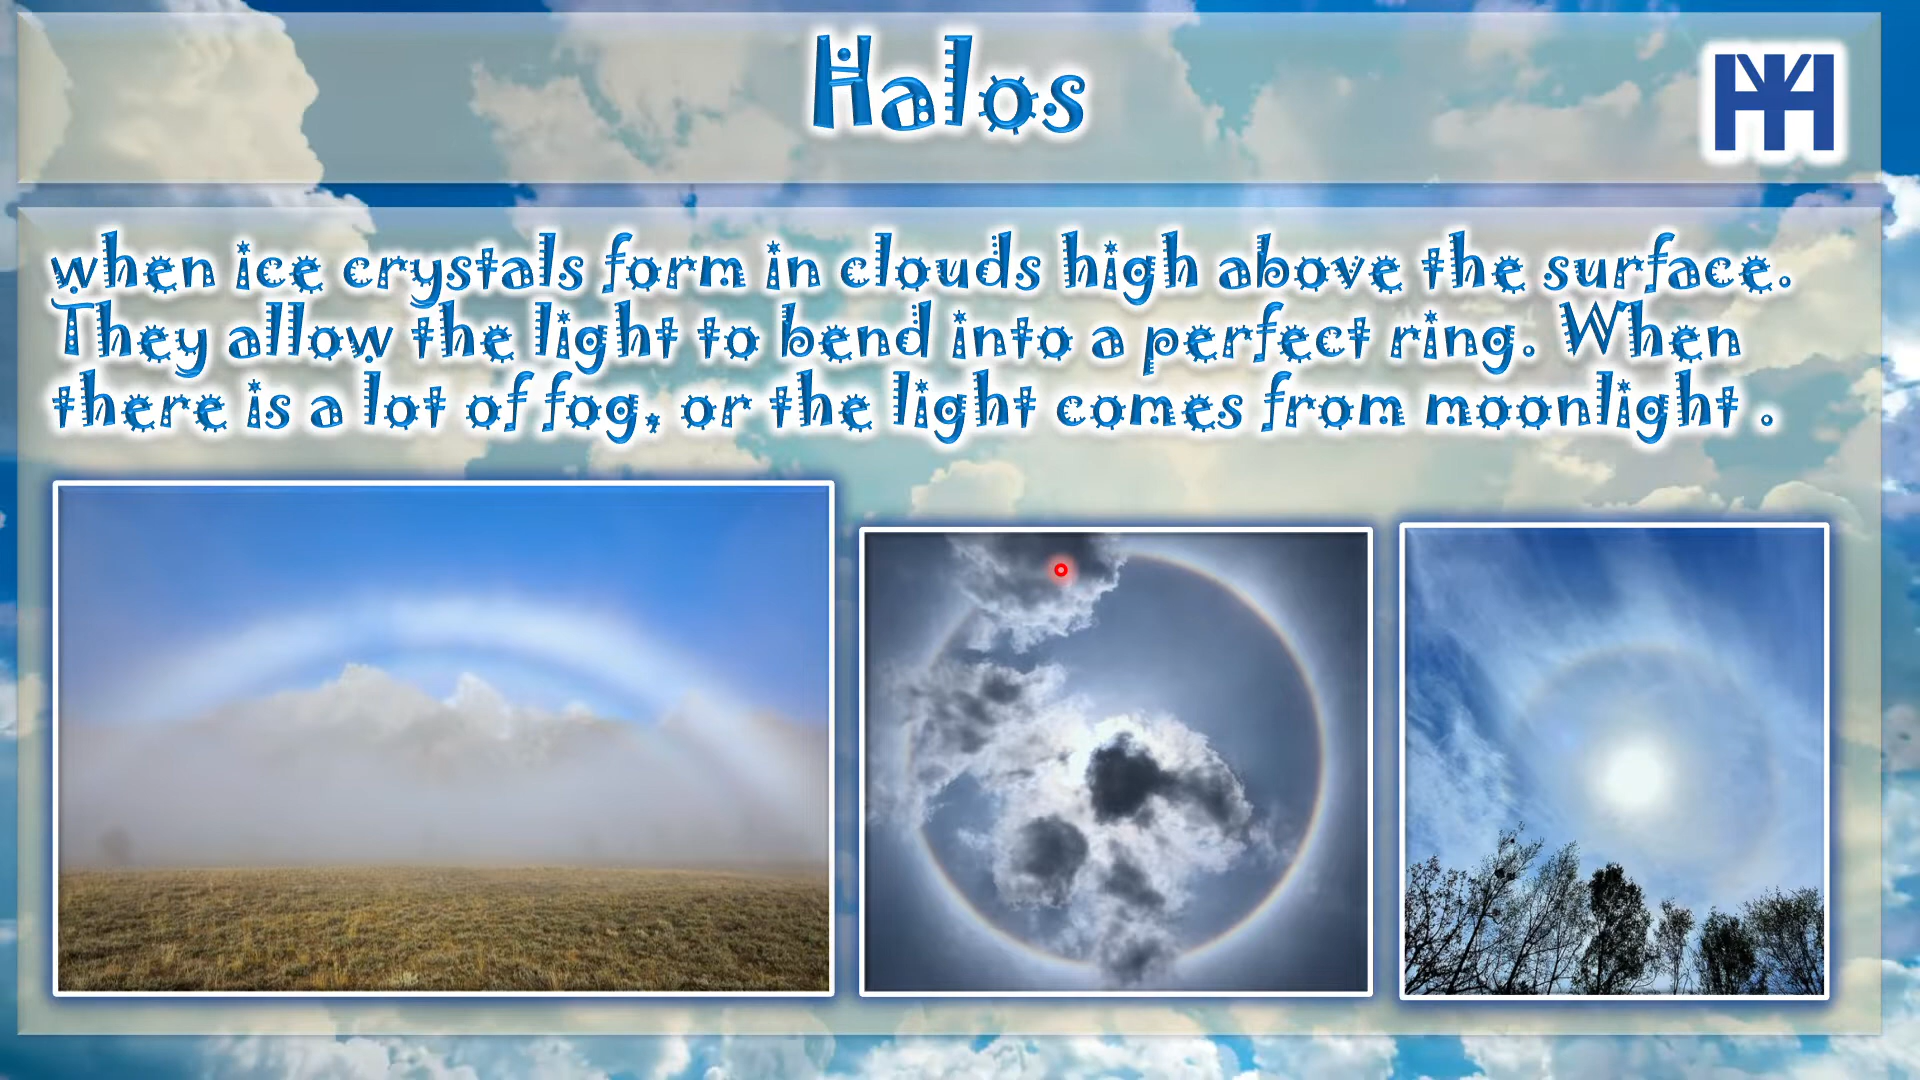 Halos
when ice crystals form in clouds high above the surface.
They allow the light to bend into a perfect ring. When
there is a lot of fog, or the light comes from moonlight .